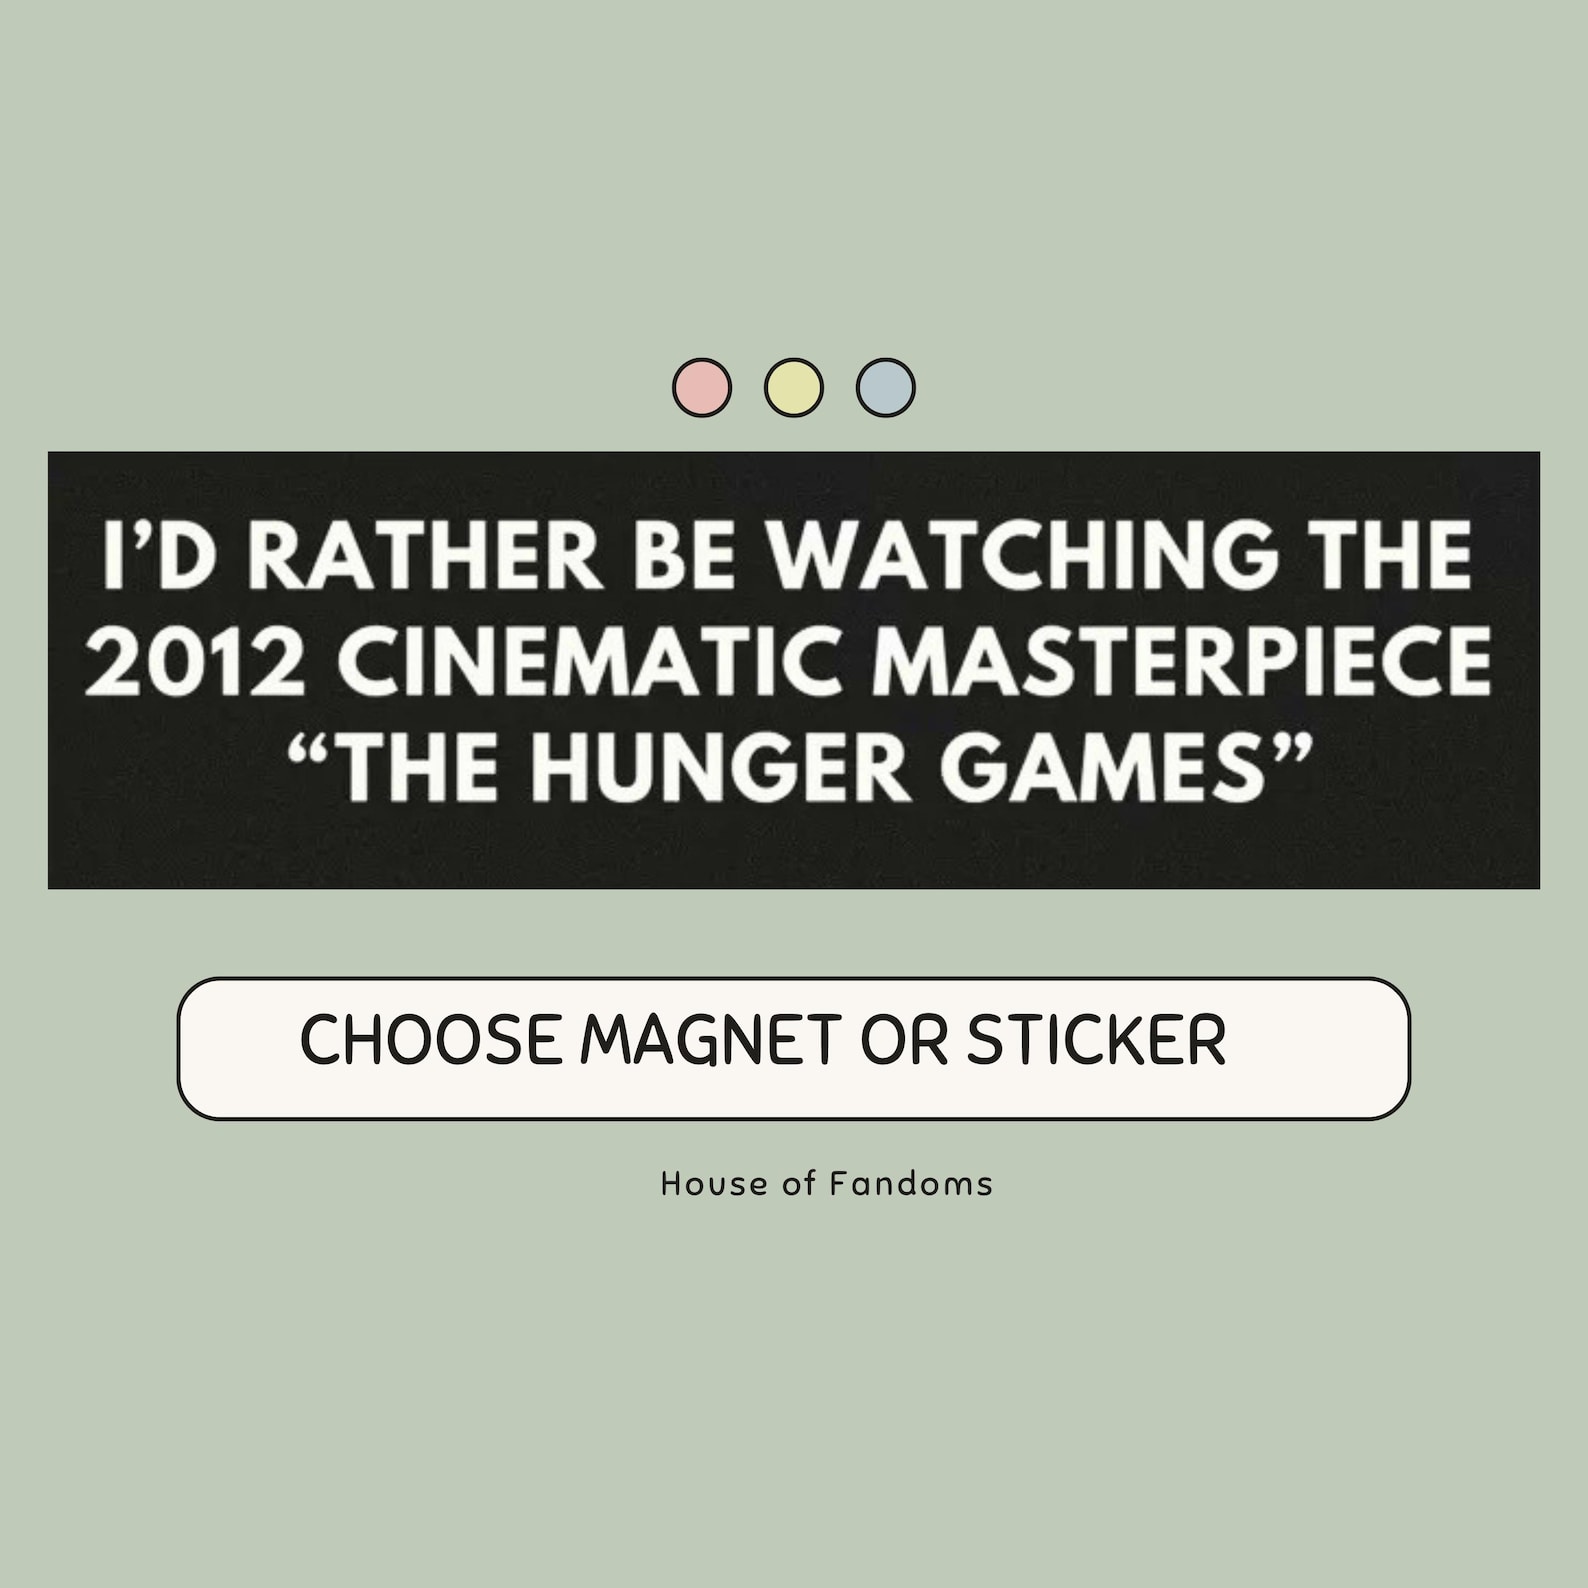 I’D RATHER BE WATCHING THE
2012 CINEMATIC MASTERPIECE
“THE HUNGER GAMES”
CHOOSE MAGNET OR STICKER
House of Fandoms